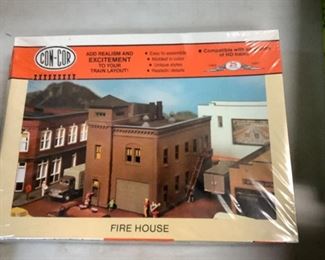 CON-COR
ADD REALISM AND
EXCITEMENT
TO YOUR
TRAIN LAYOUT!
• Easy to assemble
• Molded in color
• Unique styles
• Realistic details
• Compatible with
of HO trains
FIRE HOUSE